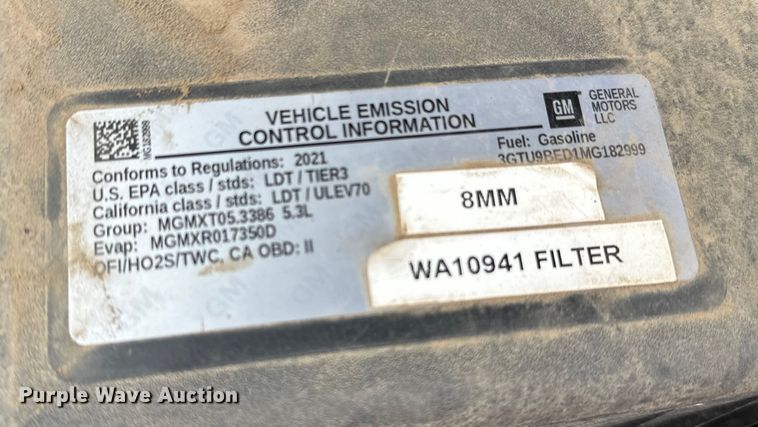 VEHICLE EMISSION
CONTROL INFORMATION
GM
GENERAL
MOTORS
LLC
MG182999
Conforms to Regulations: 2021
U.S. EPA class / stds: LDT / TIER3
California class / stds: LDT / ULEV70
Group: MGMXT05.3386 5.3L
Evap: MGMXR017350D
OFI/HO2S/TWC, CA OBD: II
Fuel: Gasoline
3GTU9BED1MG182999
8MM
WA10941 FILTER
Purple Wave Auction